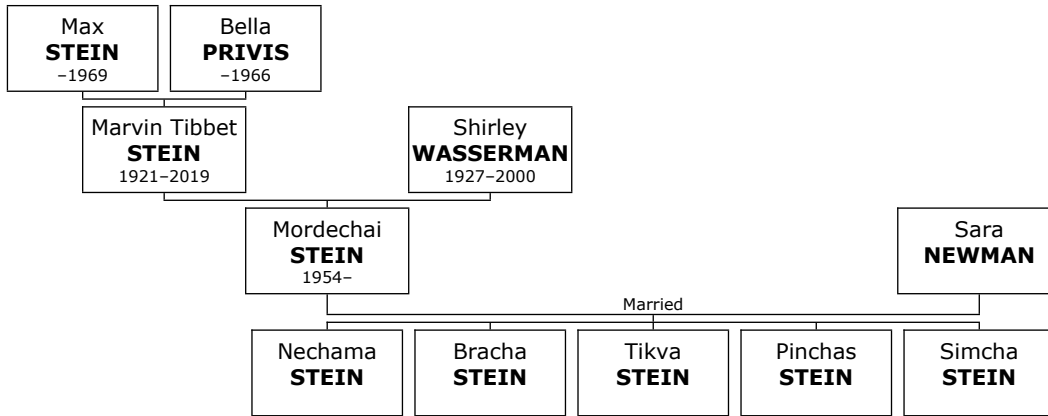 Max
STEIN
–1969
Bella
PRIVIS
–1966
Marvin Tibbet
STEIN
1921–2019
Shirley
WASSERMAN
1927–2000
Mordechai
STEIN
1954–
Sara
NEWMAN
Married
Nechama
STEIN
Bracha
STEIN
Tikva
STEIN
Pinchas
STEIN
Simcha
STEIN